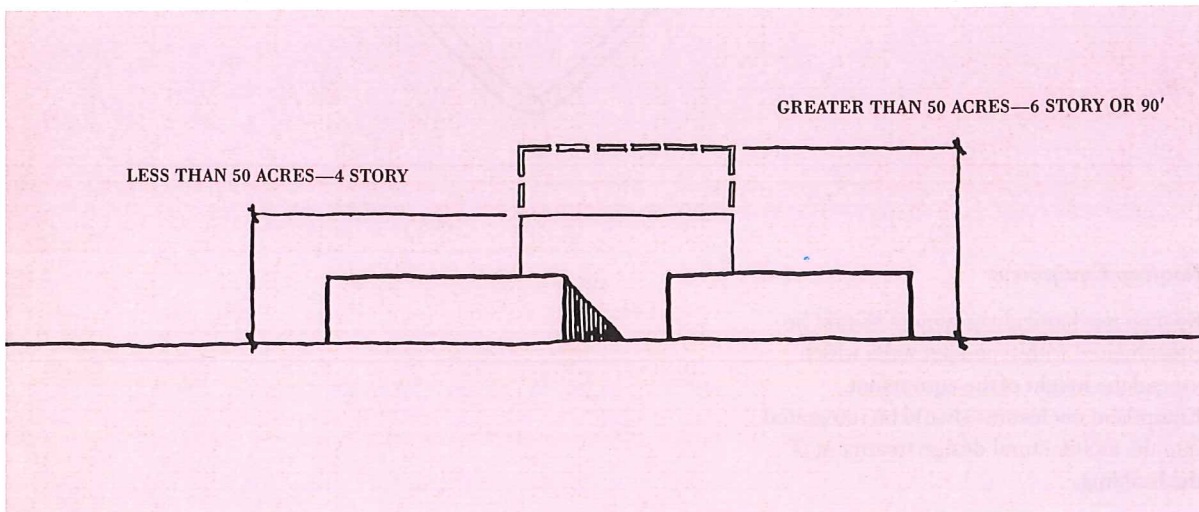 GREATER THAN 50 ACRES—6 STORY OR 90'
LESS THAN 50 ACRES—4 STORY